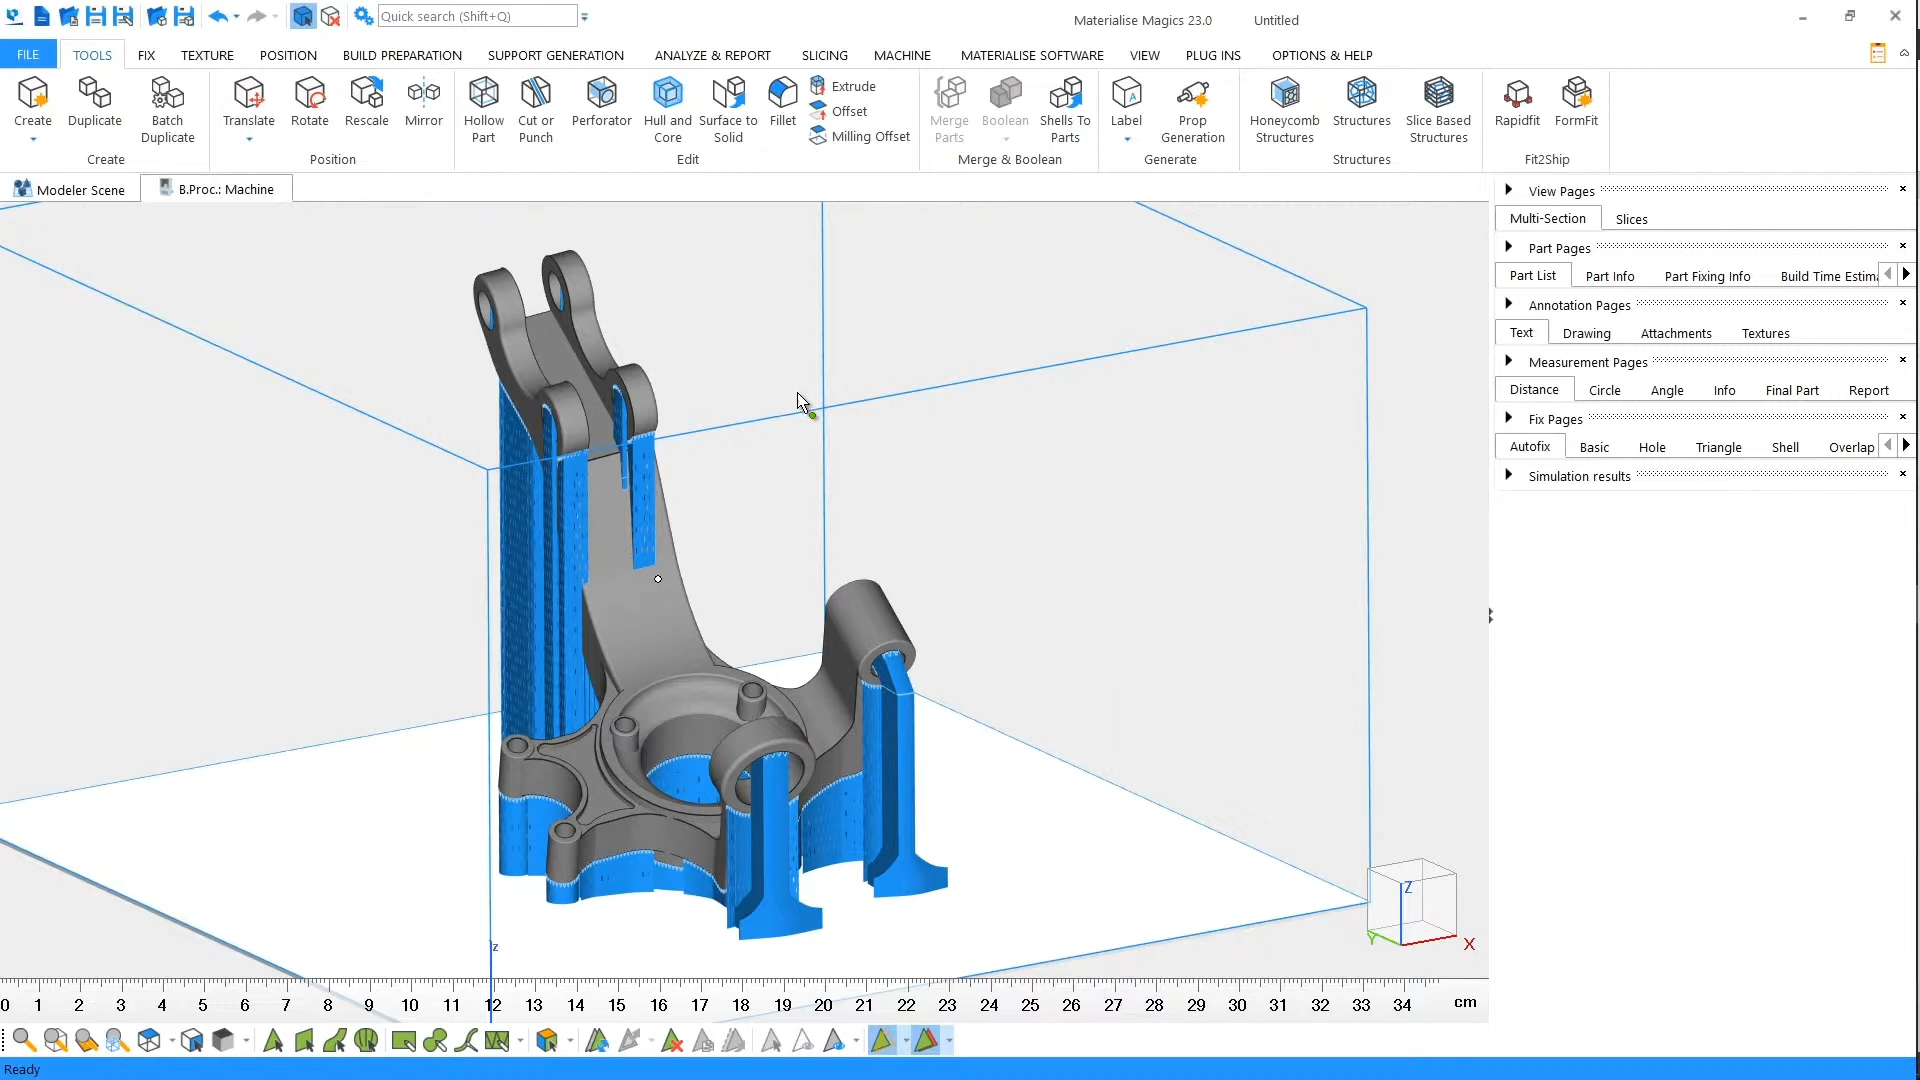 Quick search (Shift+Q)
Materialise Magics 23.0
Untitled
FILE TOOLS FIX TEXTURE POSITION BUILD PREPARATION SUPPORT GENERATION ANALYZE & REPORT SLICING MACHINE MATERIALISE SOFTWARE VIEW PLUG INS OPTIONS & HELP
Create
Duplicate
Batch
Duplicate
Create
Translate
Rotate
Rescale
Mirror
Position
Hollow
Part
Cut or
Punch
Perforator
Hull and
Core
Surface to
Solid
Fillet
Extrude
Offset
Milling Offset
Edit
Merge
Parts
Boolean
Shells To
Parts
Merge & Boolean
A
Label
Prop
Generation
Generate
Honeycomb
Structures
Structures
Slice Based
Structures
Structures
Rapidfit
FormFit
Fit2Ship
Modeler Scene
B.Proc.: Machine
View Pages
Multi-Section Slices
Part Pages
Part List Part Info Part Fixing Info Build Time Estima
Annotation Pages
Text Drawing Attachments Textures
Measurement Pages
Distance Circle Angle Info Final Part Report
Fix Pages
Autofix Basic Hole Triangle Shell Overlap
Simulation results
Z
Y
X
z
0 1 2 3 4 5 6 7 8 9 10 11 12 13 14 15 16 17 18 19 20 21 22 23 24 25 26 27 28 29 30 31 32 33 34 cm
Ready